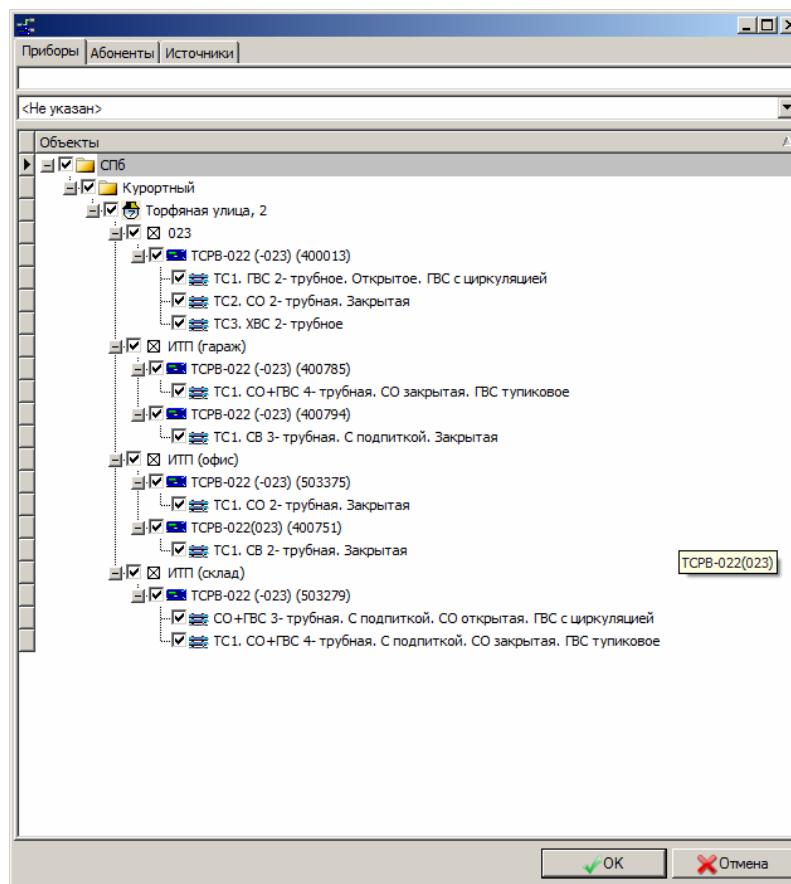 Приборы Абоненты Источники
<Не указан>
Объекты
СПб
Курортный
Торфяная улица, 2
023
ТСРВ-022 (-023) (400013)
ТС1. ГВС 2- трубное. Открытое. ГВС с циркуляцией
ТС2. СО 2- трубная. Закрытая
ТС3. ХВС 2- трубное
ИТП (гараж)
ТСРВ-022 (-023) (400785)
ТС1. СО+ГВС 4- трубная. СО закрытая. ГВС тупиковое
ТСРВ-022 (-023) (400794)
ТС1. СВ 3- трубная. С подпиткой. Закрытая
ИТП (офис)
ТСРВ-022 (-023) (503375)
ТС1. СО 2- трубная. Закрытая
ТСРВ-022(023) (400751)
ТС1. СВ 2- трубная. Закрытая
ТСРВ-022(023)
ИТП (склад)
ТСРВ-022 (-023) (503279)
СО+ГВС 3- трубная. С подпиткой. СО открытая. ГВС с циркуляцией
ТС1. СО+ГВС 4- трубная. С подпиткой. СО закрытая. ГВС тупиковое
OK Отмена